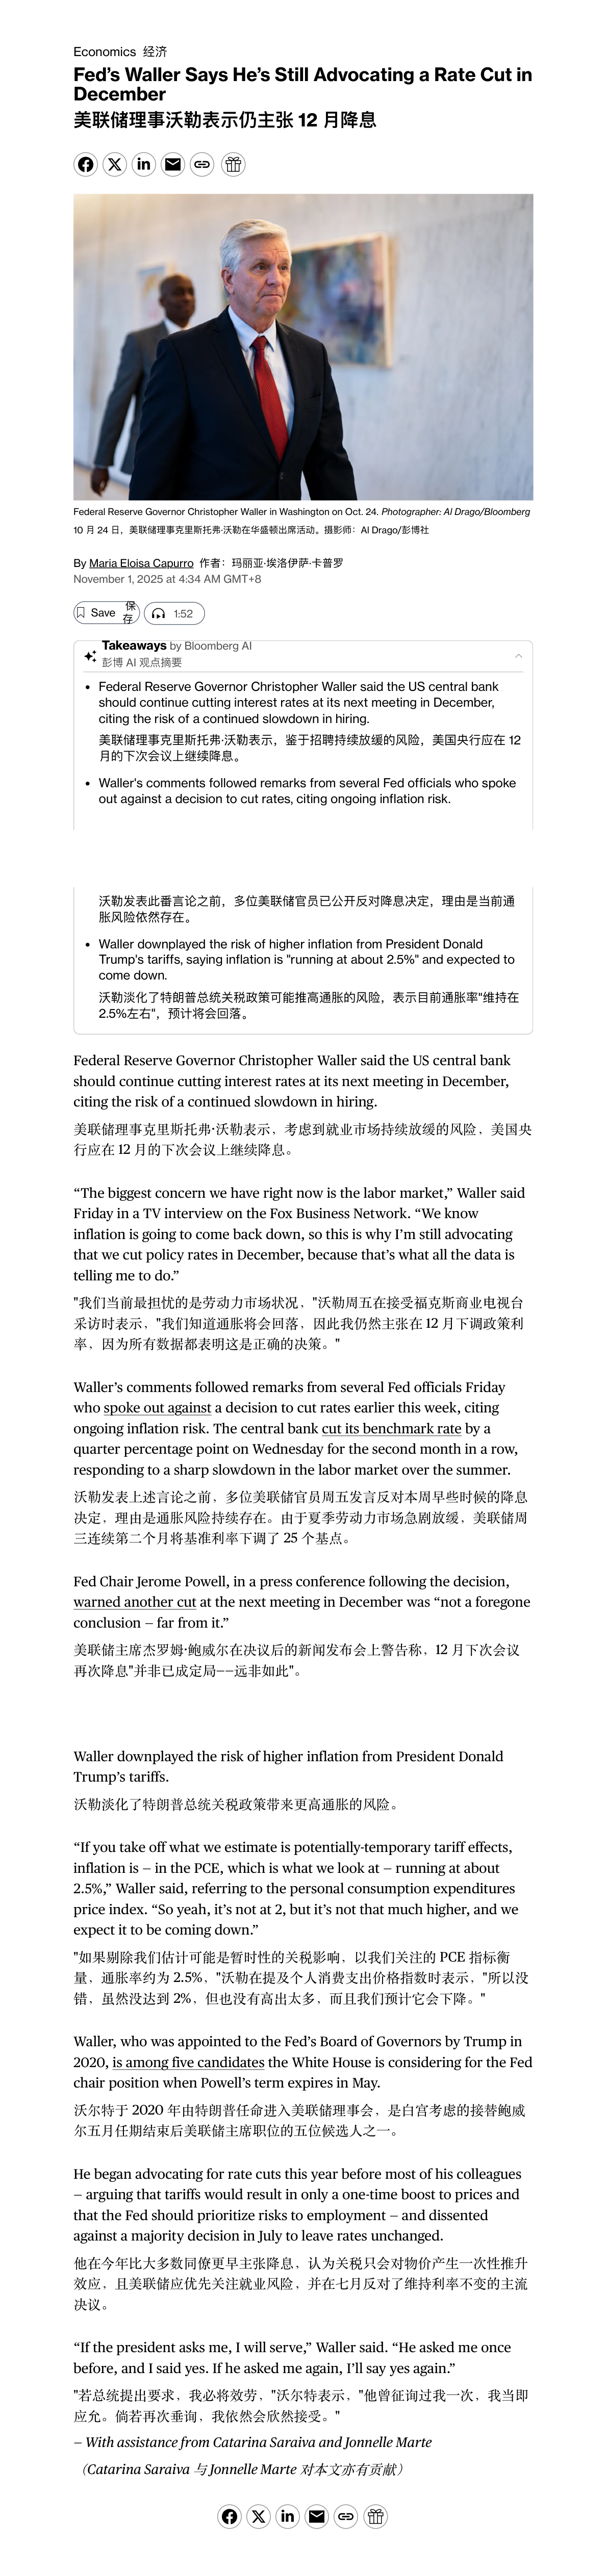 Economics 经济
Fed’s Waller Says He’s Still Advocating a Rate Cut in
December
美联储理事沃勒表示仍主张 12 月降息
Federal Reserve Governor Christopher Waller in Washington on Oct. 24. Photographer: Al Drago/Bloomberg
10 月 24 日，美联储理事克里斯托弗·沃勒在华盛顿出席活动。摄影师：Al Drago/彭博社
By Maria Eloisa Capurro 作者：玛丽亚·埃洛伊萨·卡普罗
November 1, 2025 at 4:34 AM GMT+8
Save 保存
1:52
Takeaways by Bloomberg AI
彭博 AI 观点摘要
• Federal Reserve Governor Christopher Waller said the US central bank
should continue cutting interest rates at its next meeting in December,
citing the risk of a continued slowdown in hiring.
美联储理事克里斯托弗·沃勒表示，鉴于招聘持续放缓的风险，美国央行应在 12
月的下次会议上继续降息。
• Waller's comments followed remarks from several Fed officials who spoke
out against a decision to cut rates, citing ongoing inflation risk.
沃勒发表此番言论之前，多位美联储官员已公开反对降息决定，理由是当前通
胀风险依然存在。
• Waller downplayed the risk of higher inflation from President Donald
Trump's tariffs, saying inflation is "running at about 2.5%" and expected to
come down.
沃勒淡化了特朗普总统关税政策可能推高通胀的风险，表示目前通胀率"维持在
2.5%左右"，预计将会回落。
Federal Reserve Governor Christopher Waller said the US central bank
should continue cutting interest rates at its next meeting in December,
citing the risk of a continued slowdown in hiring.
美联储理事克里斯托弗·沃勒表示，考虑到就业市场持续放缓的风险，美国央
行应在 12 月的下次会议上继续降息。
“The biggest concern we have right now is the labor market,” Waller said
Friday in a TV interview on the Fox Business Network. “We know
inflation is going to come back down, so this is why I’m still advocating
that we cut policy rates in December, because that’s what all the data is
telling me to do.”
"我们当前最担忧的是劳动力市场状况，"沃勒周五在接受福克斯商业电视台
采访时表示，"我们知道通胀将会回落，因此我仍然主张在 12 月下调政策利
率，因为所有数据都表明这是正确的决策。"
Waller’s comments followed remarks from several Fed officials Friday
who spoke out against a decision to cut rates earlier this week, citing
ongoing inflation risk. The central bank cut its benchmark rate by a
quarter percentage point on Wednesday for the second month in a row,
responding to a sharp slowdown in the labor market over the summer.
沃勒发表上述言论之前，多位美联储官员周五发言反对本周早些时候的降息
决定，理由是通胀风险持续存在。由于夏季劳动力市场急剧放缓，美联储周
三连续第二个月将基准利率下调了 25 个基点。
Fed Chair Jerome Powell, in a press conference following the decision,
warned another cut at the next meeting in December was “not a foregone
conclusion – far from it.”
美联储主席杰罗姆·鲍威尔在决议后的新闻发布会上警告称，12 月下次会议
再次降息"并非已成定局——远非如此"。
Waller downplayed the risk of higher inflation from President Donald
Trump’s tariffs.
沃勒淡化了特朗普总统关税政策带来更高通胀的风险。
“If you take off what we estimate is potentially-temporary tariff effects,
inflation is – in the PCE, which is what we look at – running at about
2.5%,” Waller said, referring to the personal consumption expenditures
price index. “So yeah, it’s not at 2, but it’s not that much higher, and we
expect it to be coming down.”
"如果剔除我们估计可能是暂时性的关税影响，以我们关注的 PCE 指标衡
量，通胀率约为 2.5%，"沃勒在提及个人消费支出价格指数时表示，"所以没
错，虽然没达到 2%，但也没有高出太多，而且我们预计它会下降。"
Waller, who was appointed to the Fed’s Board of Governors by Trump in
2020, is among five candidates the White House is considering for the Fed
chair position when Powell’s term expires in May.
沃尔特于 2020 年由特朗普任命进入美联储理事会，是白宫考虑的接替鲍威
尔五月任期结束后美联储主席职位的五位候选人之一。
He began advocating for rate cuts this year before most of his colleagues
– arguing that tariffs would result in only a one-time boost to prices and
that the Fed should prioritize risks to employment – and dissented
against a majority decision in July to leave rates unchanged.
他在今年比大多数同僚更早主张降息，认为关税只会对物价产生一次性推升
效应，且美联储应优先关注就业风险，并在七月反对了维持利率不变的主流
决议。
“If the president asks me, I will serve,” Waller said. “He asked me once
before, and I said yes. If he asked me again, I’ll say yes again.”
"若总统提出要求，我必将效劳，"沃尔特表示，"他曾征询过我一次，我当即
应允。倘若再次垂询，我依然会欣然接受。"
– With assistance from Catarina Saraiva and Jonnelle Marte
（Catarina Saraiva 与 Jonnelle Marte 对本文亦有贡献）